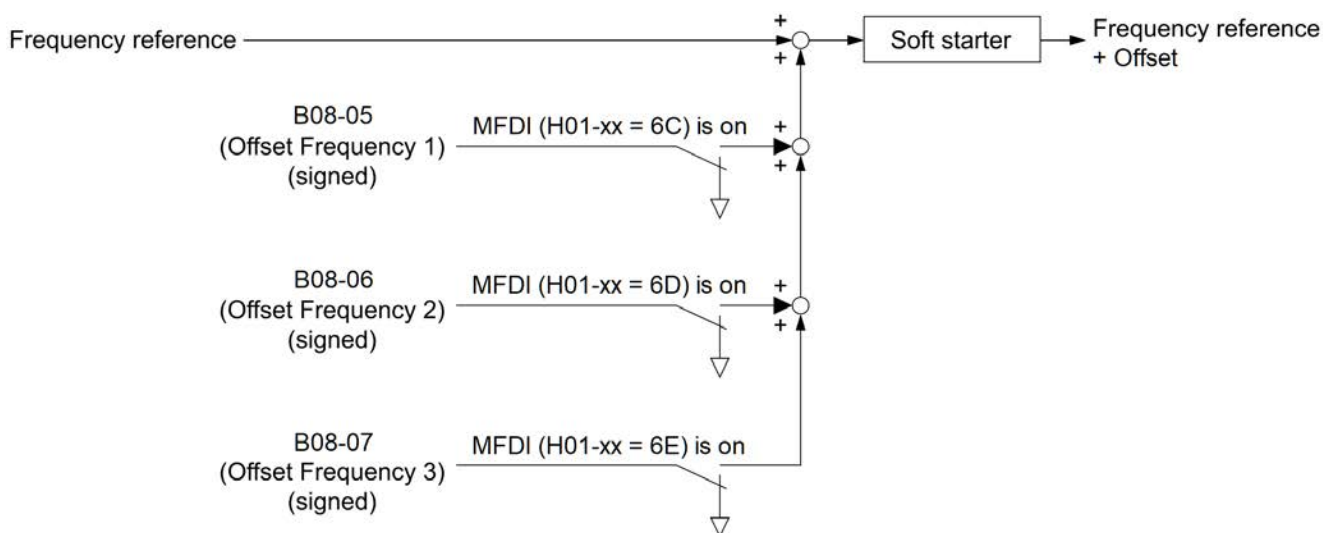 Frequency reference
+
+
Soft starter
Frequency reference
+ Offset
B08-05
(Offset Frequency 1)
(signed)
MFDI (H01-xx = 6C) is on
+
+
B08-06
(Offset Frequency 2)
(signed)
MFDI (H01-xx = 6D) is on
+
+
B08-07
(Offset Frequency 3)
(signed)
MFDI (H01-xx = 6E) is on